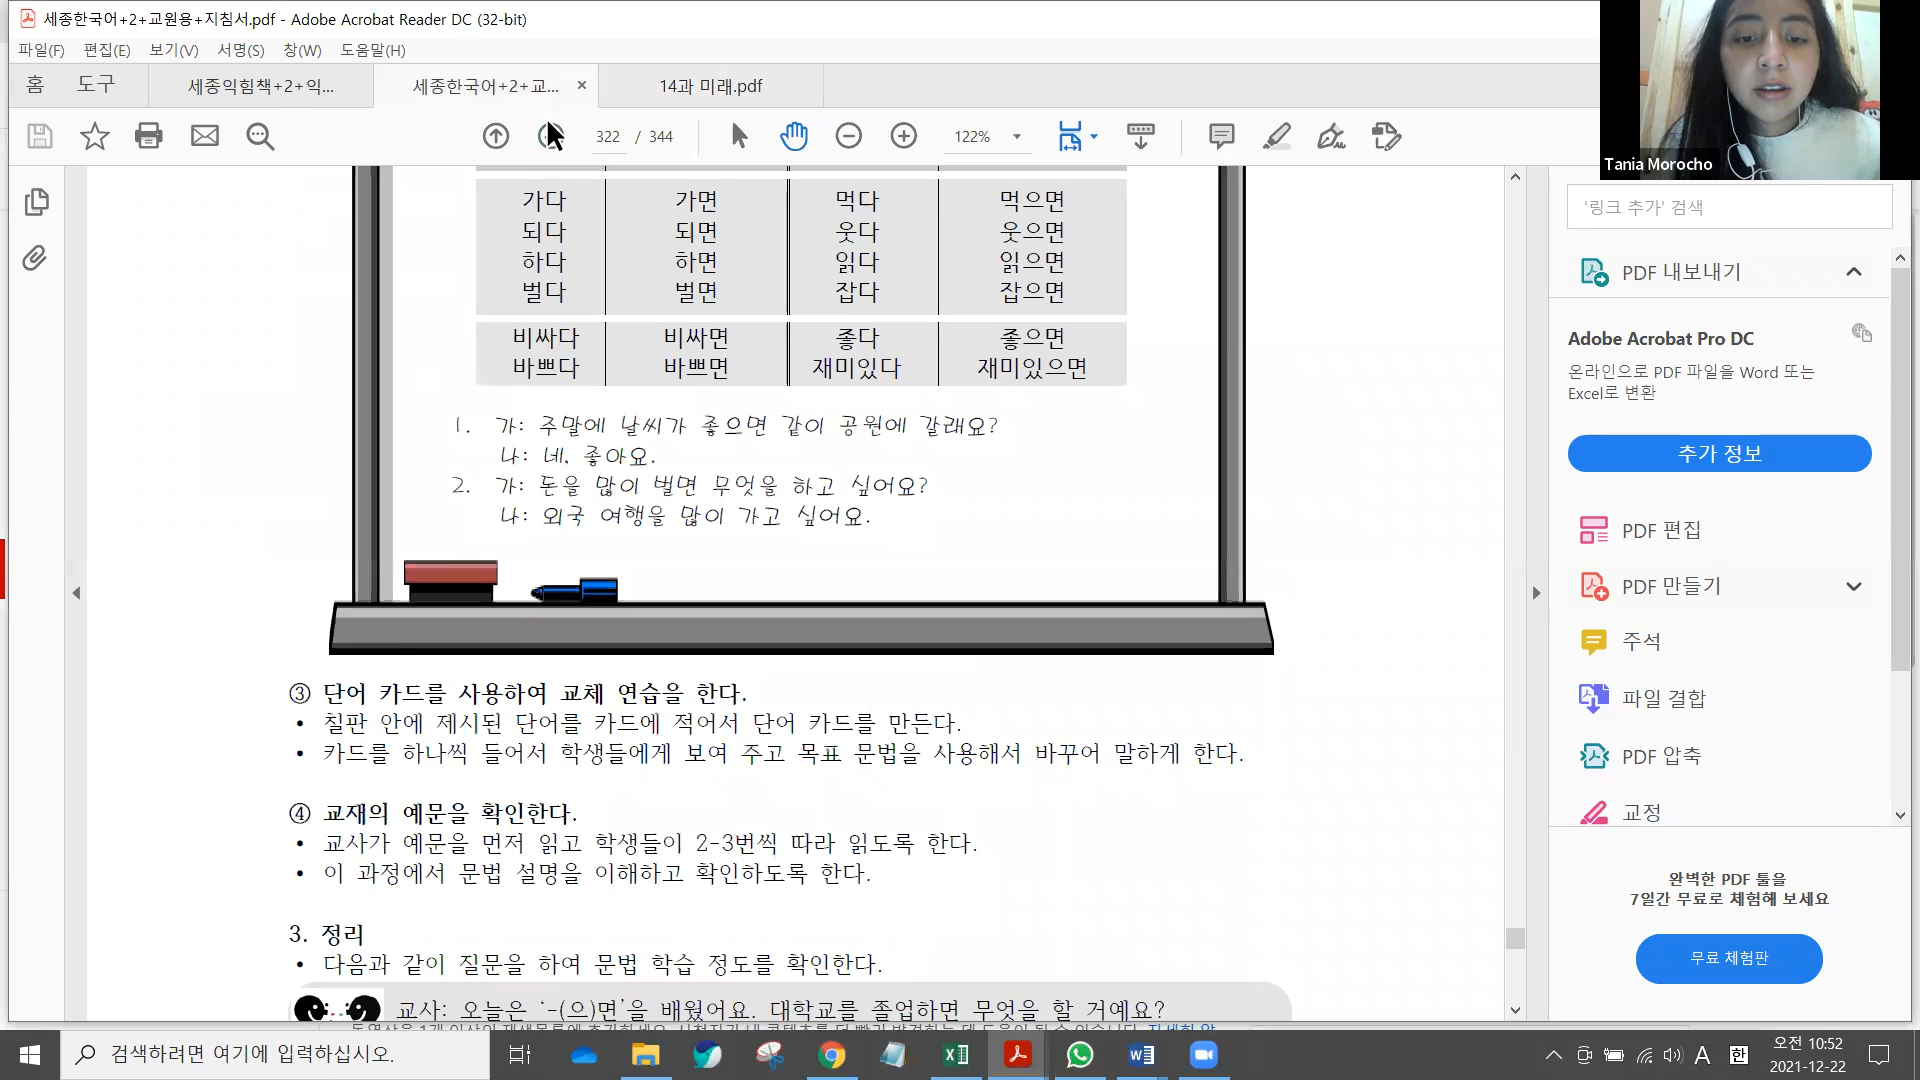 세종한국어+2+교원용+지침서.pdf - Adobe Acrobat Reader DC (32-bit)
파일(F) 편집(E) 보기(V) 서명(S) 창(W) 도움말(H)
홈 도구 세종익힘책+2+익... 세종한국어+2+교... × 14과 미래.pdf
322 / 344 122%
Tania Morocho
가다 가면 먹다 먹으면
되다 되면 웃다 웃으면
하다 하면 읽다 읽으면
벌다 벌면 잡다 잡으면
비싸다 비싸면 좋다 좋으면
바쁘다 바쁘면 재미있다 재미있으면
1. 가: 주말에 날씨가 좋으면 같이 공원에 갈래요?
나: 네, 좋아요.
2. 가: 돈을 많이 벌면 무엇을 하고 싶어요?
나: 외국 여행을 많이 가고 싶어요.
③ 단어 카드를 사용하여 교체 연습을 한다.
• 칠판 안에 제시된 단어를 카드에 적어서 단어 카드를 만든다.
• 카드를 하나씩 들어서 학생들에게 보여 주고 목표 문법을 사용해서 바꾸어 말하게 한다.
④ 교재의 예문을 확인한다.
• 교사가 예문을 먼저 읽고 학생들이 2-3번씩 따라 읽도록 한다.
• 이 과정에서 문법 설명을 이해하고 확인하도록 한다.
3. 정리
• 다음과 같이 질문을 하여 문법 학습 정도를 확인한다.
교사: 오늘은 ‘-(으)면’을 배웠어요. 대학교를 졸업하면 무엇을 할 거예요?
'링크 추가' 검색
PDF 내보내기
Adobe Acrobat Pro DC
온라인으로 PDF 파일을 Word 또는
Excel로 변환
추가 정보
PDF 편집
PDF 만들기
주석
파일 결합
PDF 압축
교정
완벽한 PDF 툴을
7일간 무료로 체험해 보세요
무료 체험판
검색하려면 여기에 입력하십시오.
A 한
오전 10:52
2021-12-22